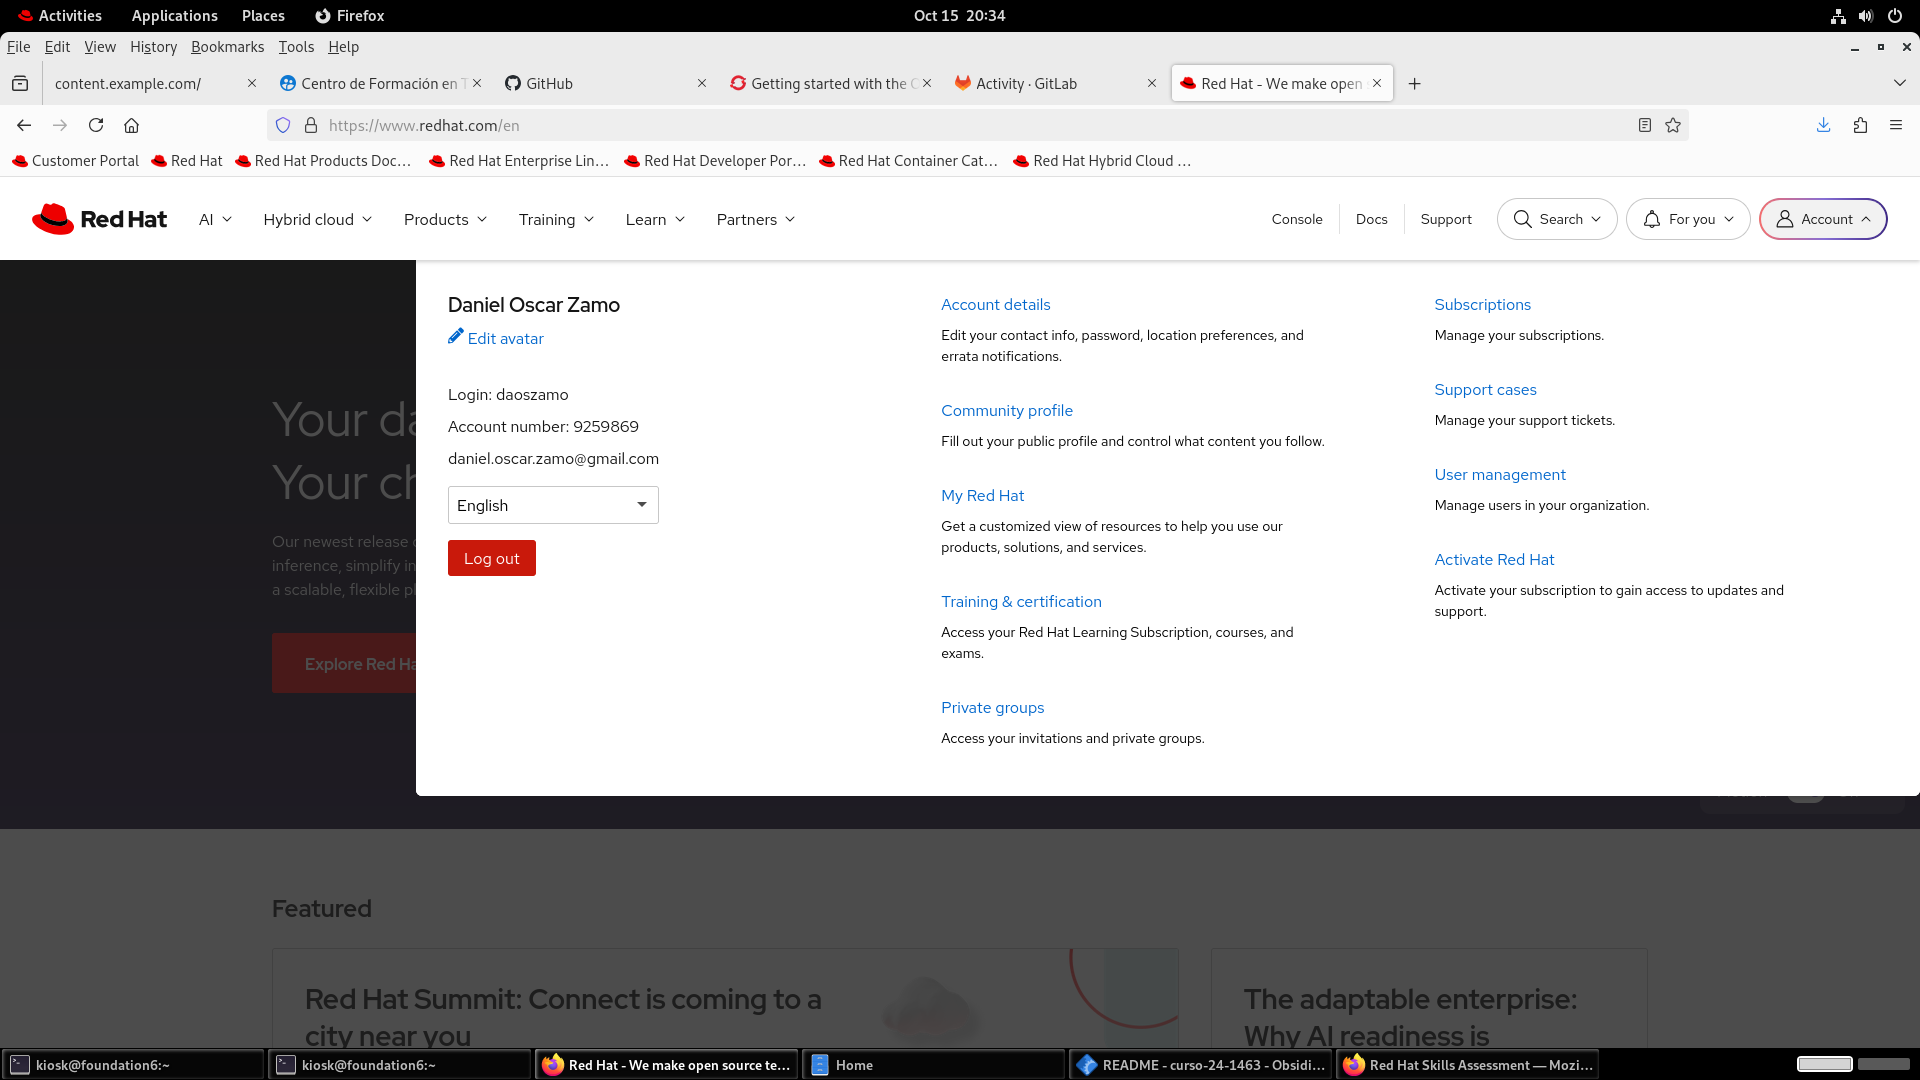 Activities Applications Places Firefox Oct 15 20:34
File Edit View History Bookmarks Tools Help
content.example.com/ Centro de Formación en T GitHub Getting started with the C Activity · GitLab Red Hat - We make open
https://www.redhat.com/en
Customer Portal Red Hat Red Hat Products Doc… Red Hat Enterprise Lin… Red Hat Developer Por… Red Hat Container Cat… Red Hat Hybrid Cloud …
Red Hat AI Hybrid cloud Products Training Learn Partners Console Docs Support Search For you Account
Daniel Oscar Zamo
Edit avatar
Login: daoszamo
Account number: 9259869
daniel.oscar.zamo@gmail.com
English
Log out
Account details
Edit your contact info, password, location preferences, and
errata notifications.
Community profile
Fill out your public profile and control what content you follow.
My Red Hat
Get a customized view of resources to help you use our
products, solutions, and services.
Training & certification
Access your Red Hat Learning Subscription, courses, and
exams.
Private groups
Access your invitations and private groups.
Subscriptions
Manage your subscriptions.
Support cases
Manage your support tickets.
User management
Manage users in your organization.
Activate Red Hat
Activate your subscription to gain access to updates and
support.
Your da
Your ch
Our newest release
inference, simplify in
a scalable, flexible pl
Explore Red Ha
Featured
Red Hat Summit: Connect is coming to a
city near you
The adaptable enterprise:
Why AI readiness is
kiosk@foundation6:~ kiosk@foundation6:~ Red Hat - We make open source te… Home README - curso-24-1463 - Obsidi… Red Hat Skills Assessment — Mozi…